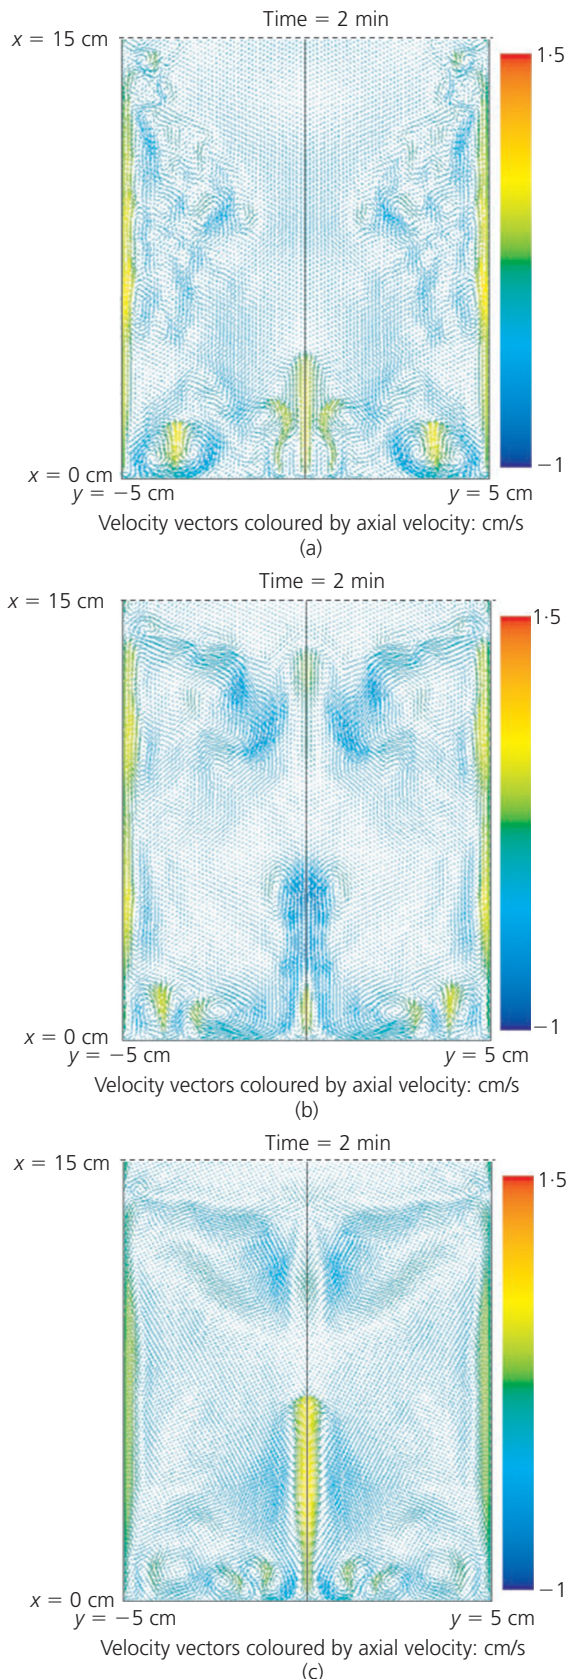 Time = 2 min
x = 15 cm
1·5
x = 0 cm
−1
y = −5 cm
y = 5 cm
Velocity vectors coloured by axial velocity: cm/s
(a)
Time = 2 min
x = 15 cm
1·5
x = 0 cm
−1
y = −5 cm
y = 5 cm
Velocity vectors coloured by axial velocity: cm/s
(b)
Time = 2 min
x = 15 cm
1·5
x = 0 cm
−1
y = −5 cm
y = 5 cm
Velocity vectors coloured by axial velocity: cm/s
(c)